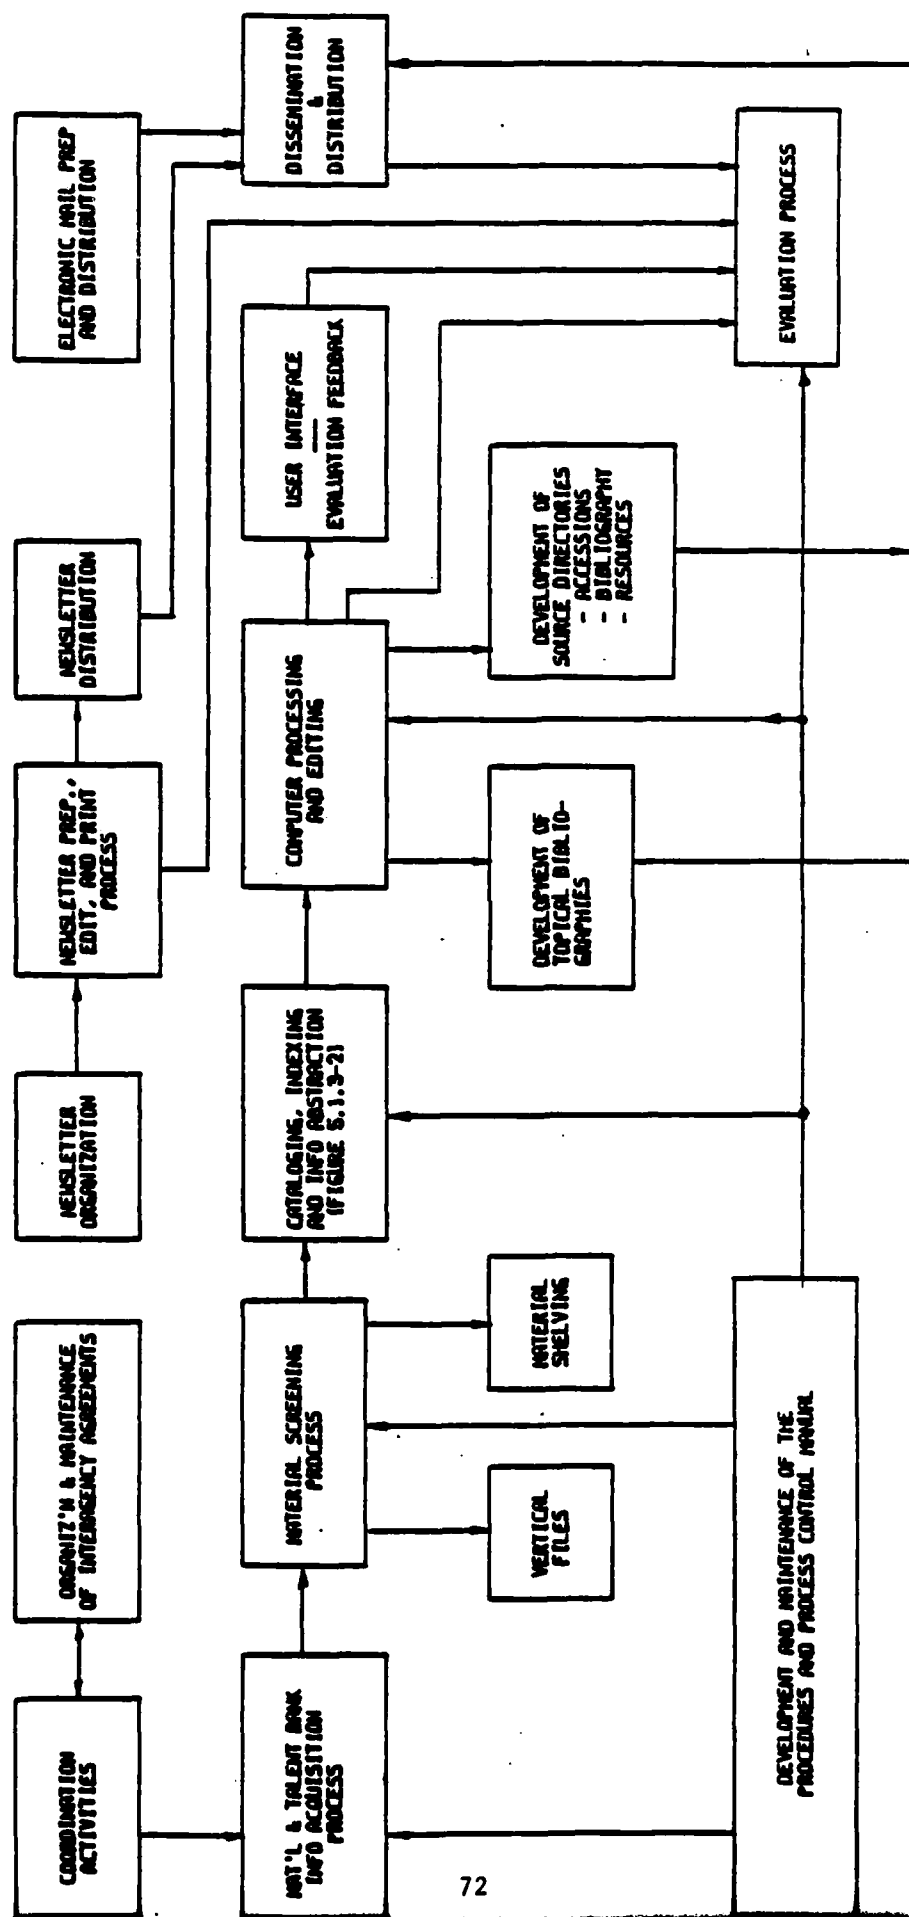 COORDINATION
ACTIVITIES
ORGANIZ'N & MAINTENANCE
OF INTERAGENCY AGREEMENTS
NEWSLETTER
ORGANIZATION
NEWSLETTER PREP.,
EDIT, AND PRINT
PROCESS
NEWSLETTER
DISTRIBUTION
ELECTRONIC MAIL PREP
AND DISTRIBUTION
MAT'L & TALENT BANK
INFO ACQUISITION
PROCESS
MATERIAL SCREENING
PROCESS
CATALOGING, INDEXING
AND INFO ABSTRACTION
(FIGURE 5.1.3-2)
COMPUTER PROCESSING
AND EDITING
USER INTERFACE
—
EVALUATION FEEDBACK
DISSEMINATION
&
DISTRIBUTION
VERTICAL
FILES
MATERIAL
SHELVING
DEVELOPMENT OF
TOPICAL BIBLIO-
GRAPHIES
DEVELOPMENT OF
SOURCE DIRECTORIES
- ACCESSIONS
- BIBLIOGRAPHY
- RESOURCES
DEVELOPMENT AND MAINTENANCE OF THE
PROCEDURES AND PROCESS CONTROL MANUAL
EVALUATION PROCESS
72